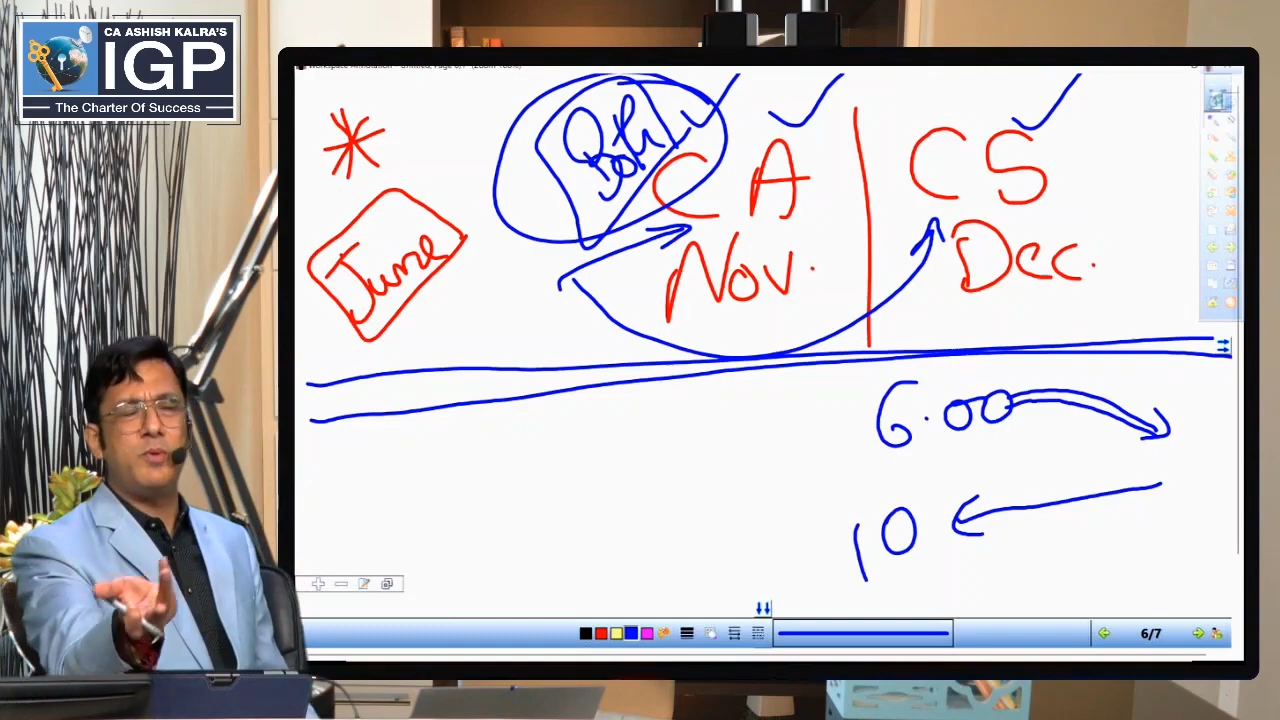 CA ASHISH KALRA'S
IGP
The Charter Of Success
Both
CA
CS
June
Nov.
Dec.
6.00
10
6/7